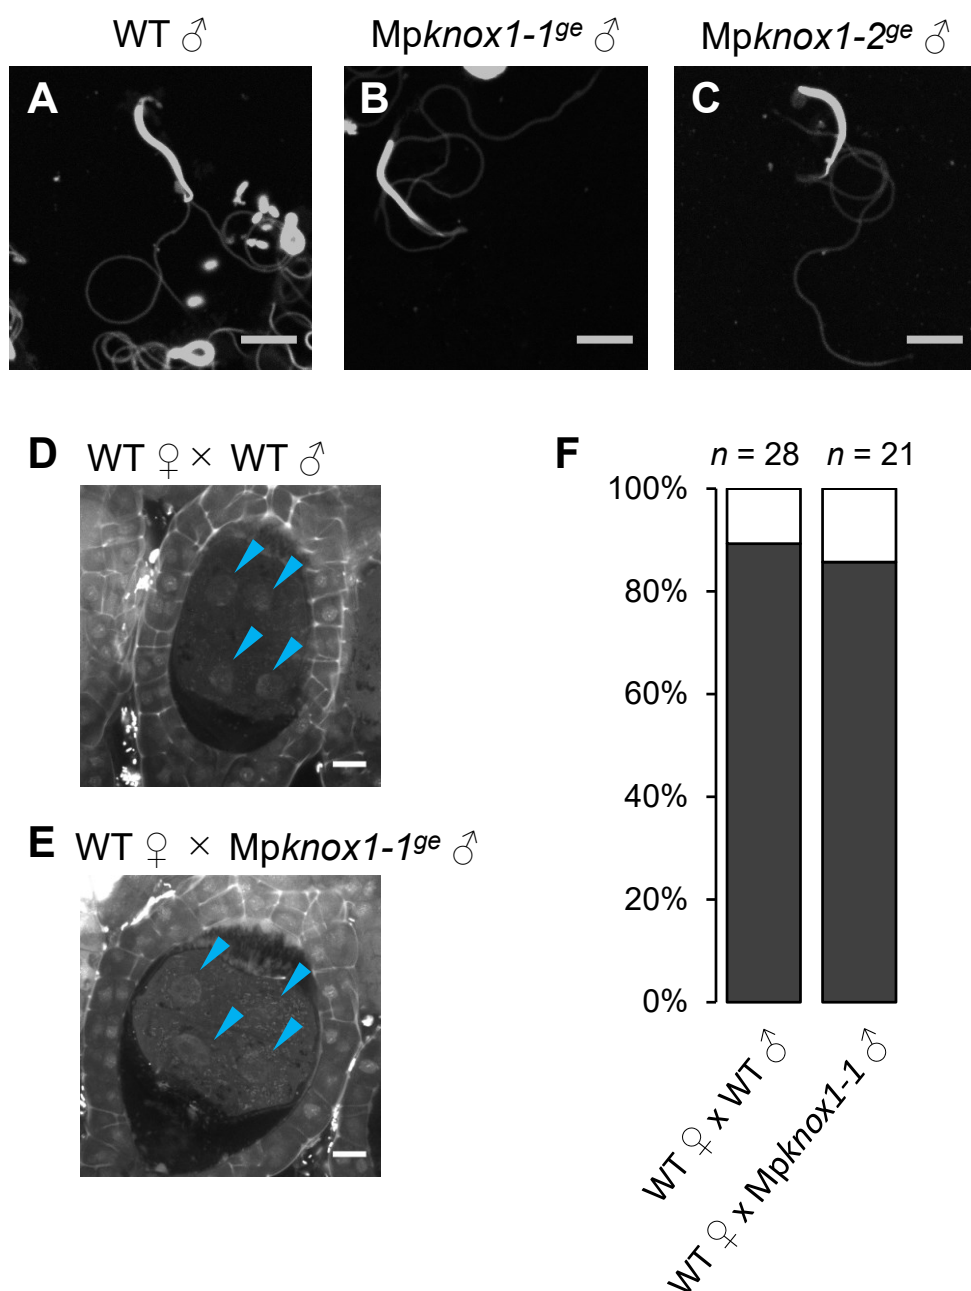 WT ♂
Mpknox1-1ge ♂
Mpknox1-2ge ♂
A
B
C
D WT ♀ × WT ♂
E WT ♀ × Mpknox1-1ge ♂
F
n = 28
n = 21
100%
80%
60%
40%
20%
0%
WT ♀ x WT ♂
WT ♀ x Mpknox1-1 ♂